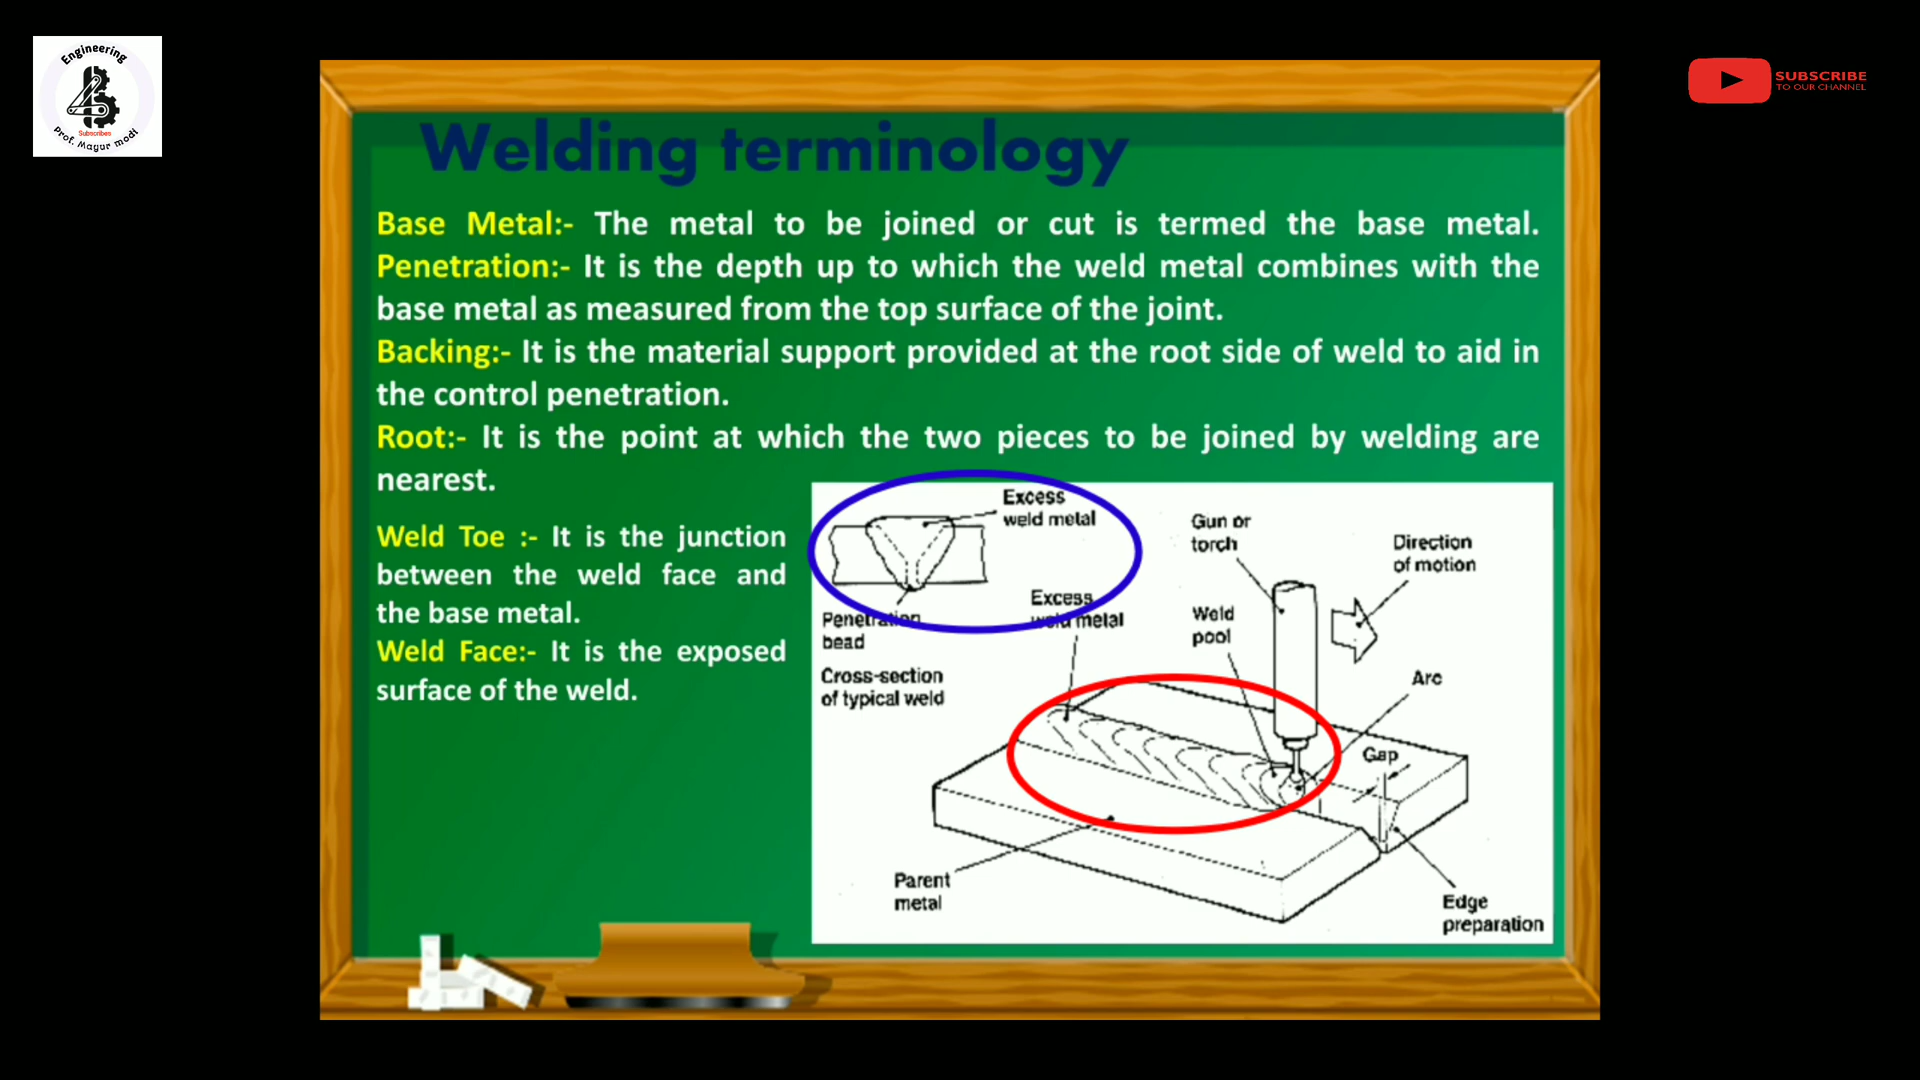 Engineering
Subscribes
Prof. Mayur modi
SUBSCRIBE
TO OUR CHANNEL
Welding terminology
Base Metal:- The metal to be joined or cut is termed the base metal.
Penetration:- It is the depth up to which the weld metal combines with the
base metal as measured from the top surface of the joint.
Backing:- It is the material support provided at the root side of weld to aid in
the control penetration.
Root:- It is the point at which the two pieces to be joined by welding are
nearest.
Weld Toe :- It is the junction
between the weld face and
the base metal.
Weld Face:- It is the exposed
surface of the weld.
Excess
weld metal
Penetration
bead
Cross-section
of typical weld
Excess
weld metal
Gun or
torch
Weld
pool
Direction
of motion
Arc
Gap
Parent
metal
Edge
preparation